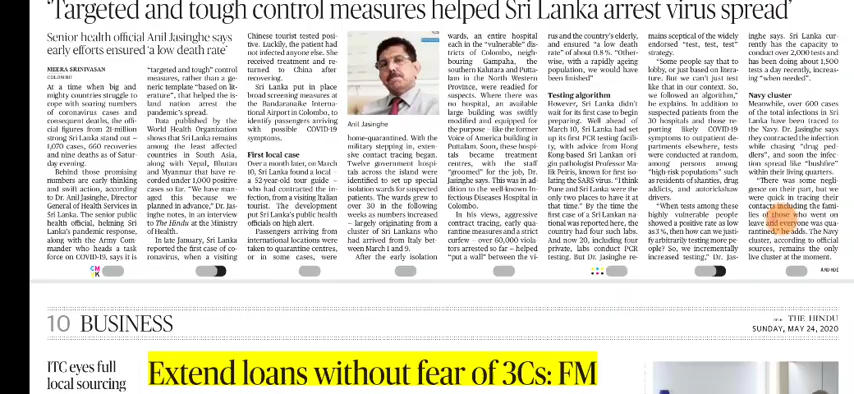 'Targeted and tough control measures helped Sri Lanka arrest virus spread'
Senior health official Anil Jasinghe says
early efforts ensured 'a low death rate'
MEERA SRINIVASAN
COLOMBO
At a time when big and
mighty countries struggle to
cope with soaring numbers
of coronavirus cases and
consequent deaths, the offi-
cial figures from 21-million
strong Sri Lanka stand out –
1,070 cases, 660 recoveries
and nine deaths as of Satur-
day evening.
Behind those promising
numbers are early thinking
and swift action, according
to Dr. Anil Jasinghe, Director
General of Health Services in
Sri Lanka. The senior public
health official, helming Sri
Lanka's pandemic response,
along with the Army Com-
mander who heads a task
force on COVID-19, says it is
"targeted and tough" control
measures, rather than a ge-
neric template "based on lit-
erature", that helped the is-
land nation arrest the
pandemic's spread.
Data published by the
World Health Organization
shows that Sri Lanka remains
among the least affected
countries in South Asia,
along with Nepal, Bhutan
and Myanmar that have re-
corded under 1,000 positive
cases so far. "We have man-
aged this because we
planned in advance," Dr. Jas-
inghe notes, in an interview
to The Hindu at the Ministry
of Health.
In late January, Sri Lanka
reported the first case of co-
ronavirus, when a visiting
Chinese tourist tested posi-
tive. Luckily, the patient had
not infected anyone else. She
received treatment and re-
turned to China after
recovering.
Sri Lanka put in place
broad screening measures at
the Bandaranaike Interna-
tional Airport in Colombo, to
identify passengers arriving
with possible COVID-19
symptoms.
First local case
Over a month later, on March
10, Sri Lanka found a local –
a 52-year-old tour guide –
who had contracted the in-
fection, from a visiting Italian
tourist. The development
put Sri Lanka's public health
officials on high alert.
Passengers arriving from
international locations were
taken to quarantine centres,
or in some cases, were
Anil Jasinghe
home-quarantined. With the
military stepping in, exten-
sive contact tracing began.
Twelve government hospi-
tals across the island were
identified to set up special
isolation wards for suspected
patients. The wards grew to
over 30 in the following
weeks as numbers increased
– largely originating from a
cluster of Sri Lankans who
had arrived from Italy bet-
ween March 1 and 9.
After the early isolation
wards, an entire hospital
each in the "vulnerable" dis-
tricts of Colombo, neigh-
bouring Gampaha, the
southern Kalutara and Putta-
lam in the North Western
Province, were readied for
suspects. Where there was
no hospital, an available
large building was swiftly
modified and equipped for
the purpose – like the former
Voice of America building in
Puttalam. Soon, these hospi-
tals became treatment
centres, with the staff
"groomed" for the job, Dr.
Jasinghe says. This was in ad-
dition to the well-known In-
fectious Diseases Hospital in
Colombo.
In his views, aggressive
contract tracing, early qua-
rantine measures and a strict
curfew – over 60,000 viola-
tors arrested so far – helped
"put a wall" between the vi-
rus and the country's elderly,
and ensured "a low death
rate" of about 0.8%. "Other-
wise, with a rapidly ageing
population, we would have
been finished!"
Testing algorithm
However, Sri Lanka didn't
wait for its first case to begin
preparing. Well ahead of
March 10, Sri Lanka had set
up its first PCR testing facili-
ty, with advice from Hong
Kong based Sri Lankan ori-
gin pathologist Professor Ma-
lik Peiris, known for first iso-
lating the SARS virus. "I think
Pune and Sri Lanka were the
only two places to have it at
that time." By the time the
first case of a Sri Lankan na-
tional was reported here, the
country had four such labs.
And now, 20, including four
private, labs conduct PCR
testing. But Dr. Jasinghe re-
mains sceptical of the widely
endorsed "test, test, test"
strategy.
"Some people say that to
lobby, or just based on litera-
ture. But we can't just test
like that in our context. So,
we followed an algorithm,"
he explains. In addition to
suspected patients from the
30 hospitals and those re-
porting likely COVID-19
symptoms to outpatient de-
partments elsewhere, tests
were conducted at random,
among persons among
"high-risk populations" such
as residents of shanties, drug
addicts, and autorickshaw
drivers.
"When tests among these
highly vulnerable people
showed a positive rate as low
as 3%, then how can we justi-
fy arbitrarily testing more peo-
ple? So, we incrementally
increased testing," Dr. Jas-
inghe says. Sri Lanka cur-
rently has the capacity to
conduct over 2,000 tests and
has been doing about 1,500
tests a day recently, increas-
ing "when needed".
Navy cluster
Meanwhile, over 600 cases
of the total infections in Sri
Lanka have been traced to
the Navy. Dr. Jasinghe says
they contracted the infection
while chasing "drug ped-
dlers", and soon the infec-
tion spread like "bushfire"
within their living quarters.
"There was some negli-
gence on their part, but we
were quick in tracing their
contacts including the fami-
lies of those who went on
leave and everyone was qua-
rantined," he adds. The Navy
cluster, according to official
sources, remains the only
live cluster at the moment.
CM
YK
10 BUSINESS
THE HINDU
SUNDAY, MAY 24, 2020
ITC eyes full
local sourcing
Extend loans without fear of 3Cs: FM